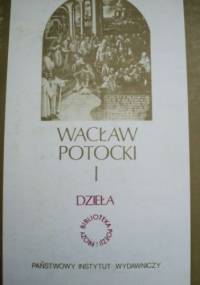 WACŁAW
POTOCKI
I
DZIEŁA
BIBLIOTEKA POEZJI I PROZY
PAŃSTWOWY INSTYTUT WYDAWNICZY